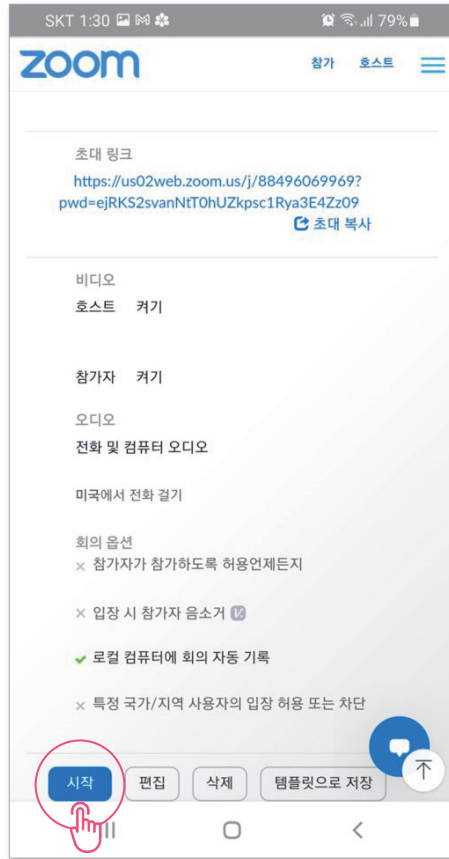 SKT 1:30 79%
zoom 참가 호스트
초대 링크
https://us02web.zoom.us/j/88496069969?
pwd=ejRKS2svanNtT0hUZkpsc1Rya3E4Zz09
초대 복사
비디오
호스트 켜기
참가자 켜기
오디오
전화 및 컴퓨터 오디오
미국에서 전화 걸기
회의 옵션
× 참가자가 참가하도록 허용언제든지
× 입장 시 참가자 음소거
✓ 로컬 컴퓨터에 회의 자동 기록
× 특정 국가/지역 사용자의 입장 허용 또는 차단
시작 편집 삭제 템플릿으로 저장